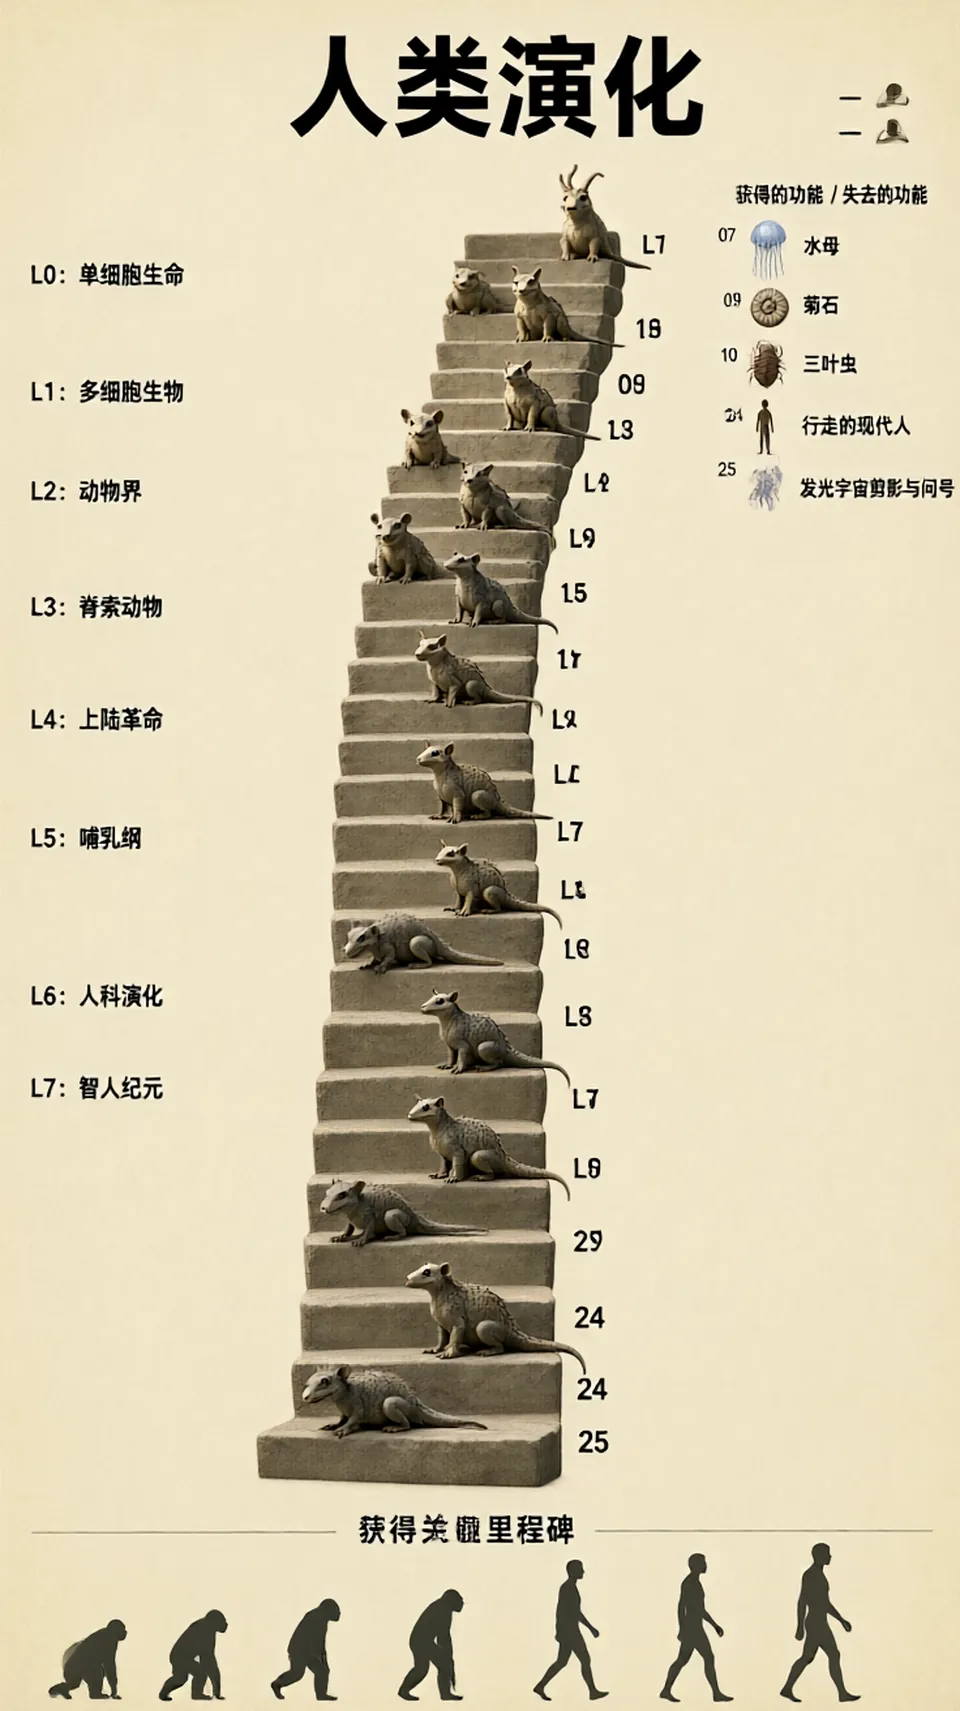 人类演化
获得的功能 / 失去的功能
07 水母
09 菊石
10 三叶虫
行走的现代人
25 发光宇宙剪影与问号
L0：单细胞生命
L1：多细胞生物
L2：动物界
L3：脊索动物
L4：上陆革命
L5：哺乳纲
L6：人科演化
L7：智人纪元
L7
18
09
L3
L9
15
L7
L8
L7
29
24
24
25
获得 里程碑